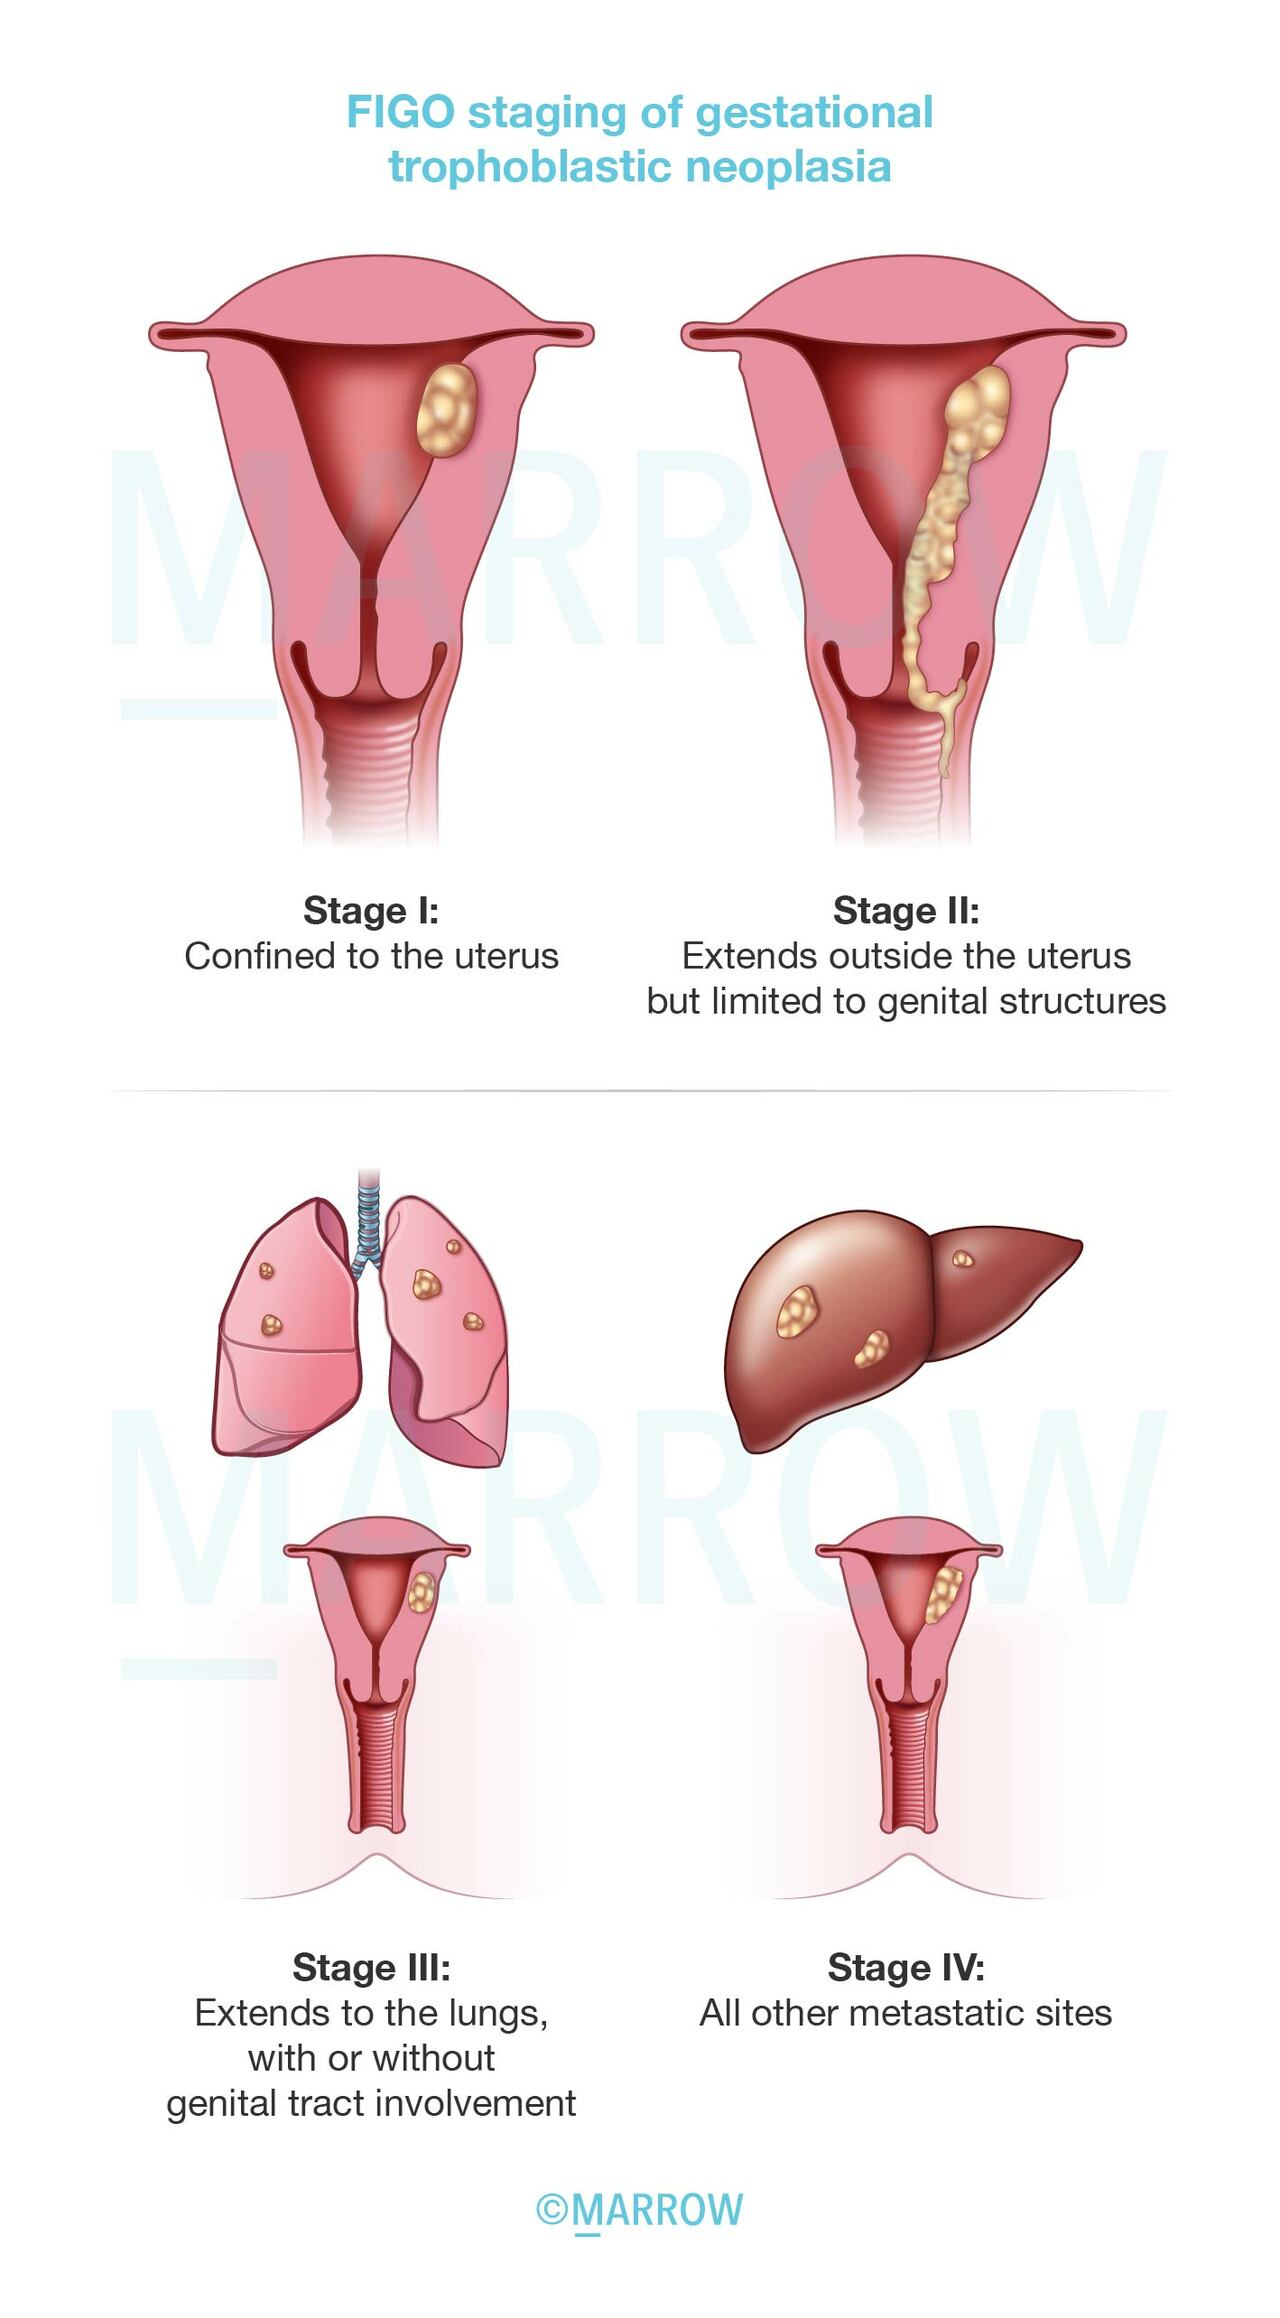 FIGO staging of gestational
trophoblastic neoplasia
MARROW
Stage I:
Confined to the uterus
Stage II:
Extends outside the uterus
but limited to genital structures
MARROW
Stage III:
Extends to the lungs,
with or without
genital tract involvement
Stage IV:
All other metastatic sites
©MARROW